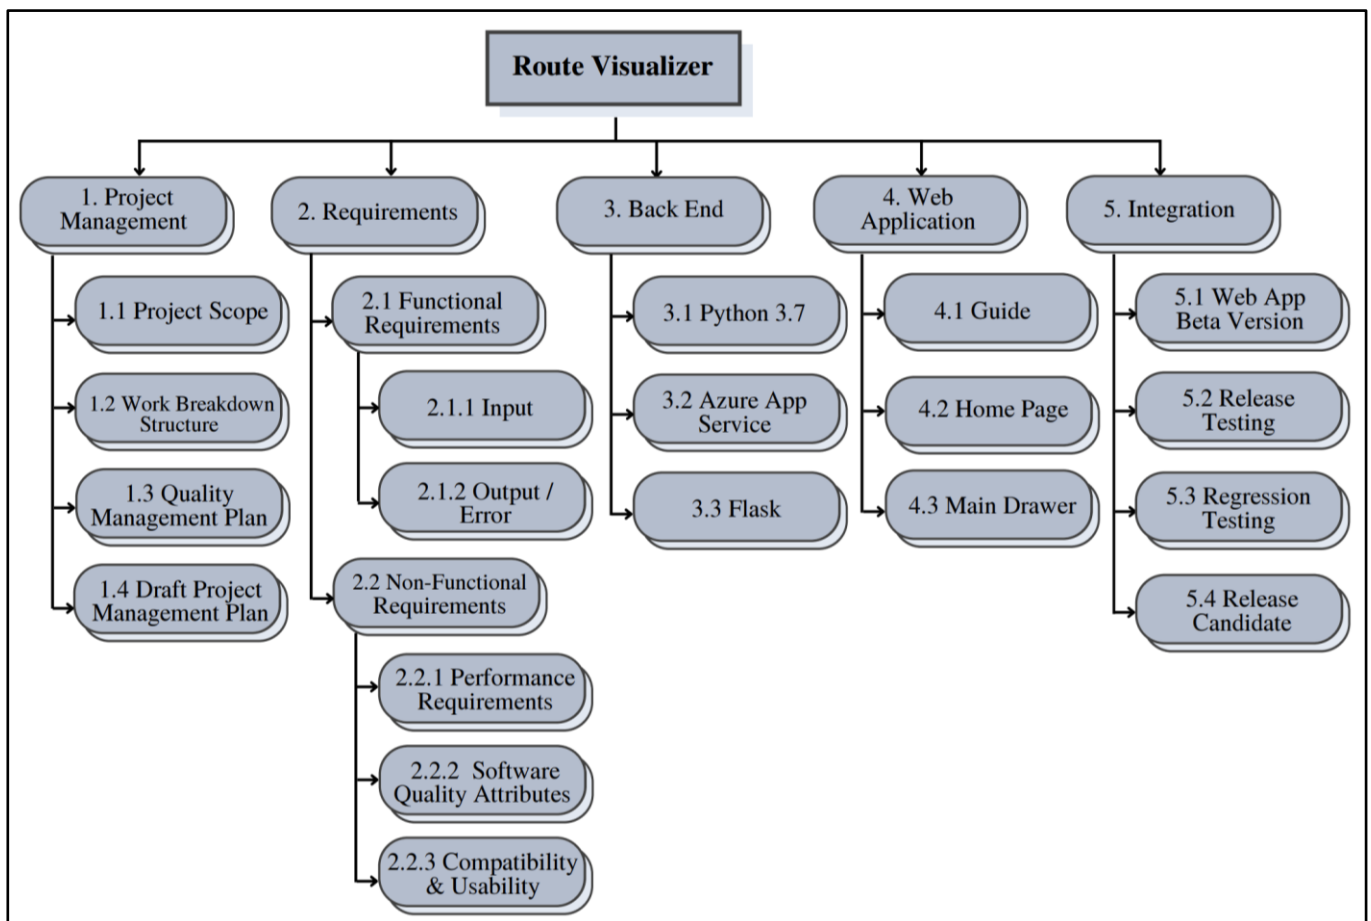 Route Visualizer
1. Project
Management
1.1 Project Scope
1.2 Work Breakdown
Structure
1.3 Quality
Management Plan
1.4 Draft Project
Management Plan
2. Requirements
2.1 Functional
Requirements
2.1.1 Input
2.1.2 Output /
Error
2.2 Non-Functional
Requirements
2.2.1 Performance
Requirements
2.2.2 Software
Quality Attributes
2.2.3 Compatibility
& Usability
3. Back End
3.1 Python 3.7
3.2 Azure App
Service
3.3 Flask
4. Web
Application
4.1 Guide
4.2 Home Page
4.3 Main Drawer
5. Integration
5.1 Web App
Beta Version
5.2 Release
Testing
5.3 Regression
Testing
5.4 Release
Candidate